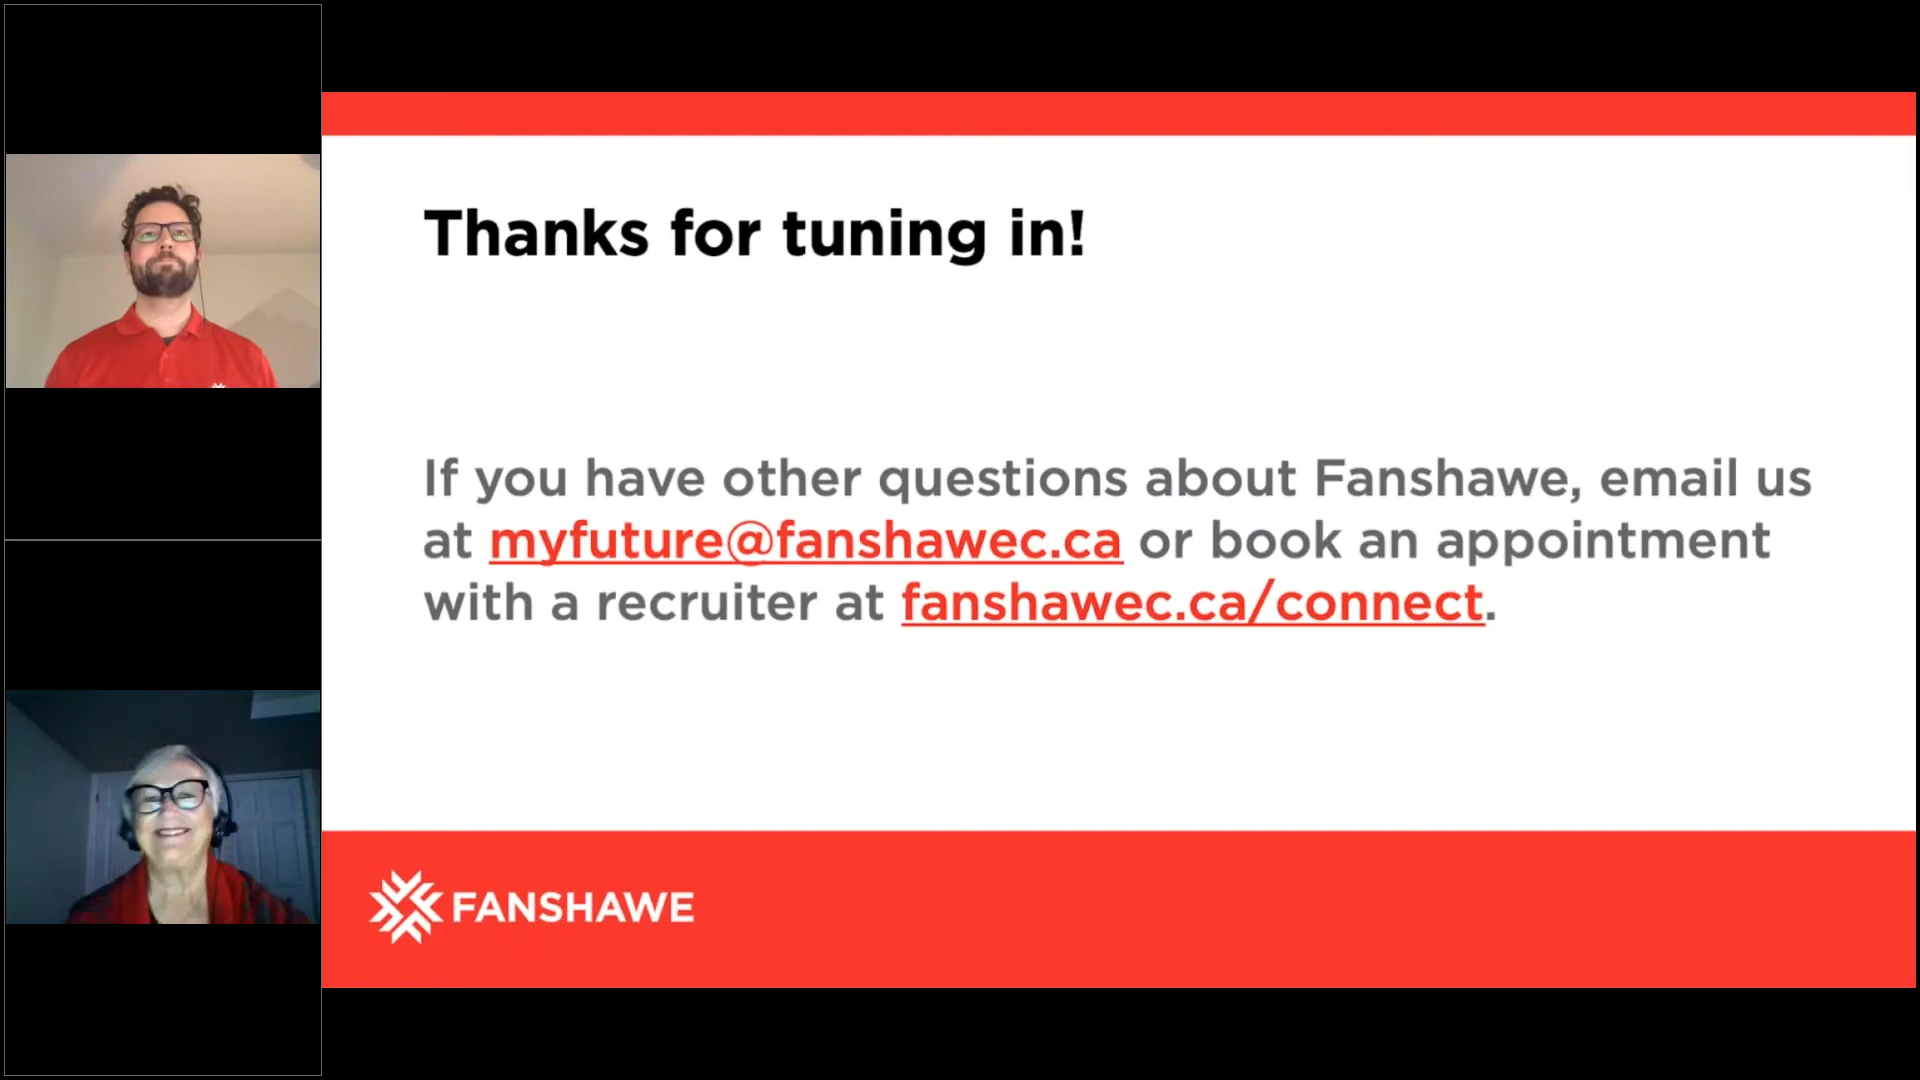 Thanks for tuning in!
If you have other questions about Fanshawe, email us
at myfuture@fanshawec.ca or book an appointment
with a recruiter at fanshawec.ca/connect.
FANSHAWE